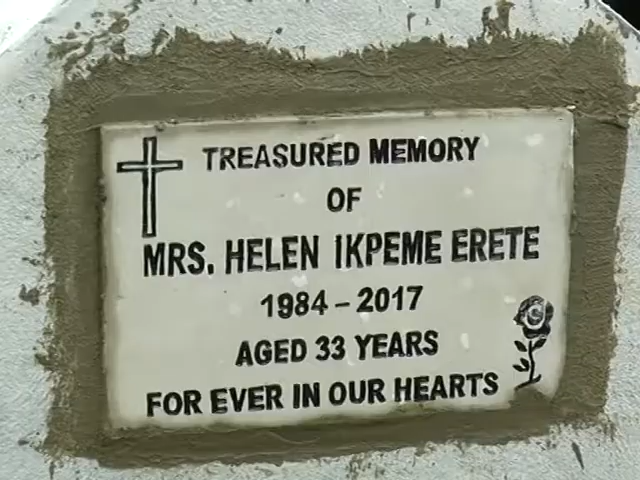 TREASURED MEMORY
OF
MRS. HELEN IKPEME ERETE
1984 – 2017
AGED 33 YEARS
FOR EVER IN OUR HEARTS